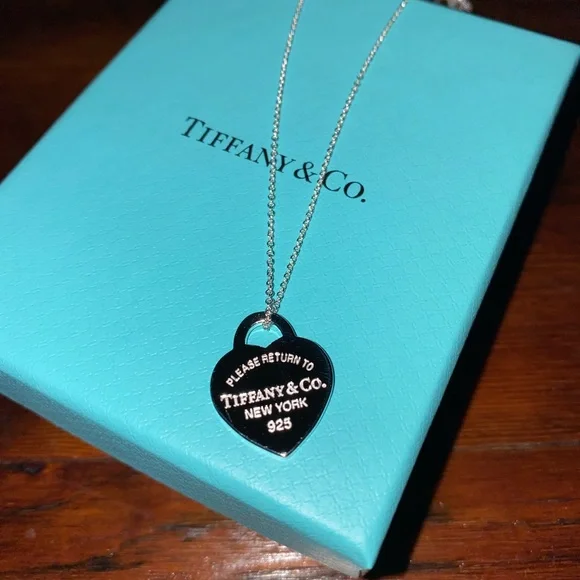 TIFFANY & CO.
PLEASE RETURN TO
TIFFANY & CO.
NEW YORK
925